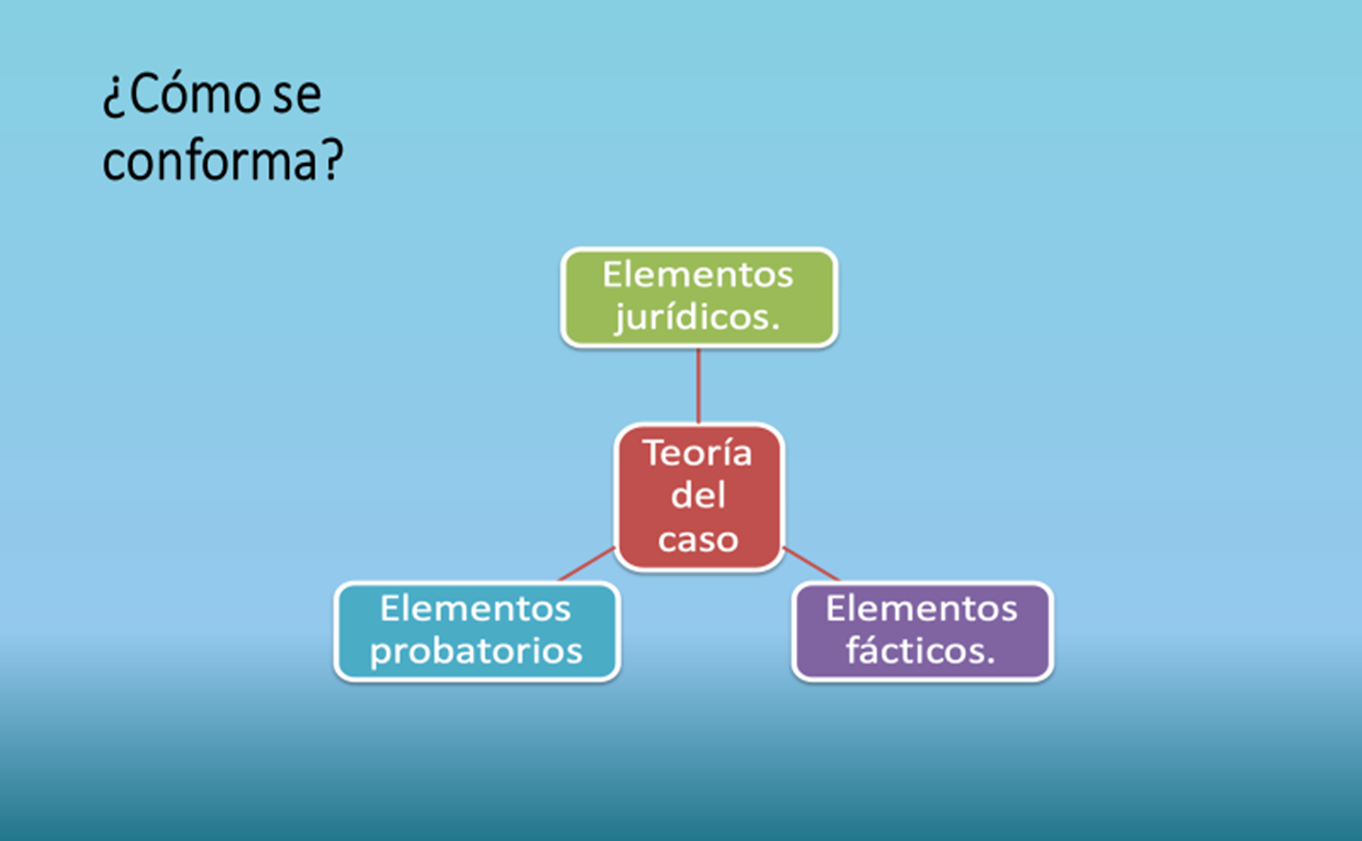 ¿Cómo se
conforma?
Elementos
jurídicos.
Teoría
del
caso
Elementos
probatorios
Elementos
fácticos.